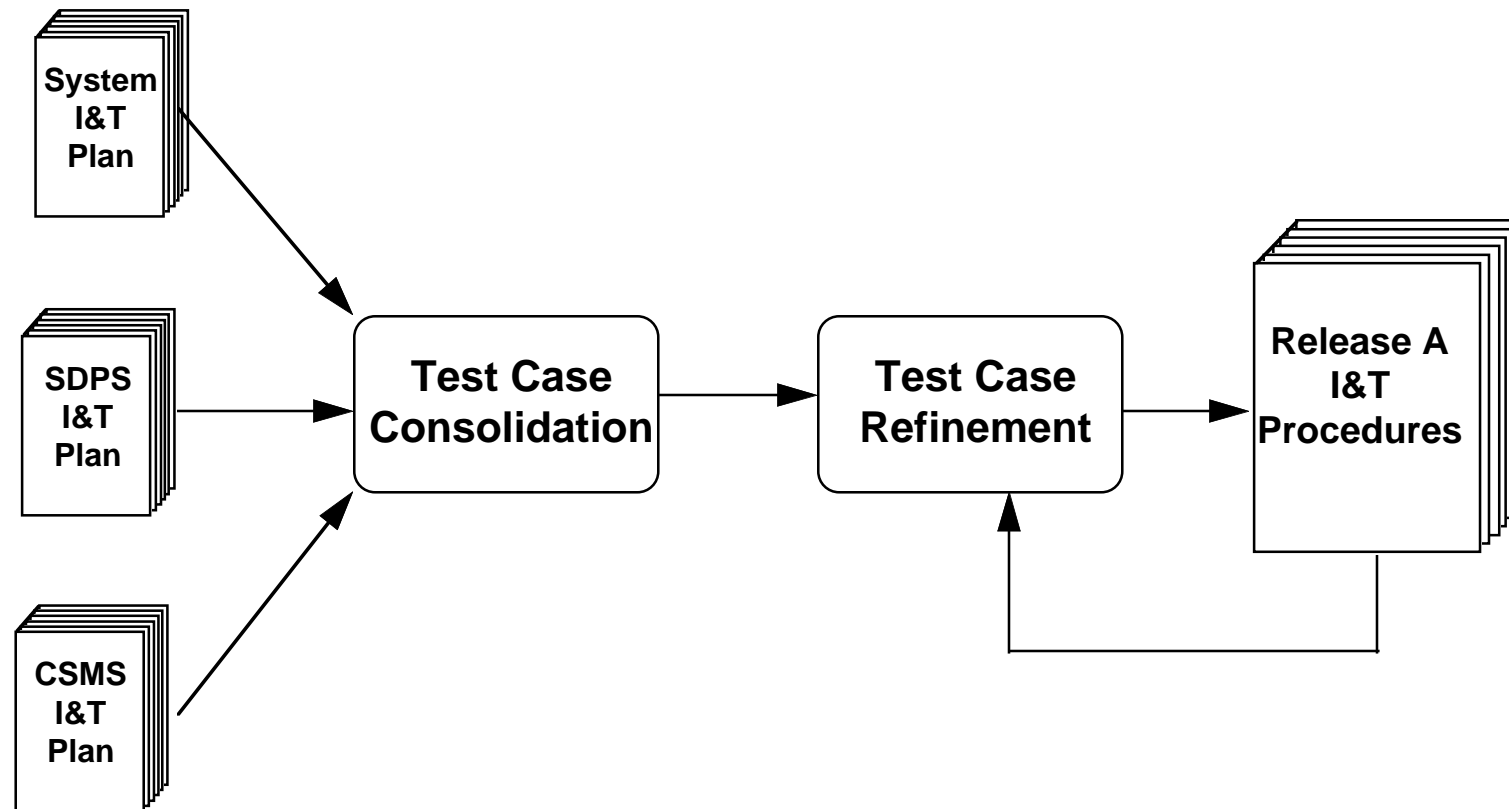 System
I&T
Plan
SDPS
I&T
Plan
CSMS
I&T
Plan
Test Case
Consolidation
Test Case
Refinement
Release A
I&T
Procedures